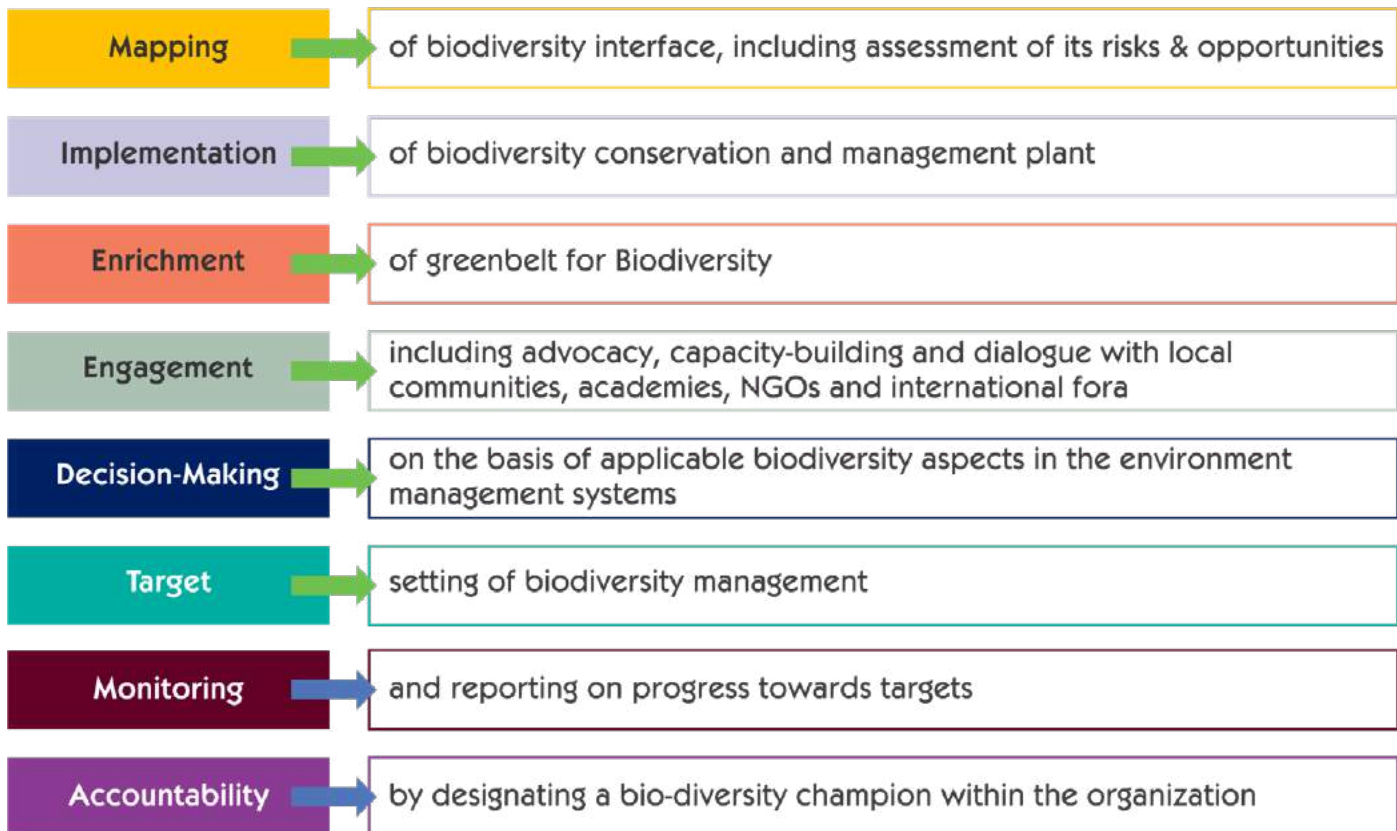 Mapping
of biodiversity interface, including assessment of its risks & opportunities
Implementation
of biodiversity conservation and management plant
Enrichment
of greenbelt for Biodiversity
Engagement
including advocacy, capacity-building and dialogue with local
communities, academies, NGOs and international fora
Decision-Making
on the basis of applicable biodiversity aspects in the environment
management systems
Target
setting of biodiversity management
Monitoring
and reporting on progress towards targets
Accountability
by designating a bio-diversity champion within the organization